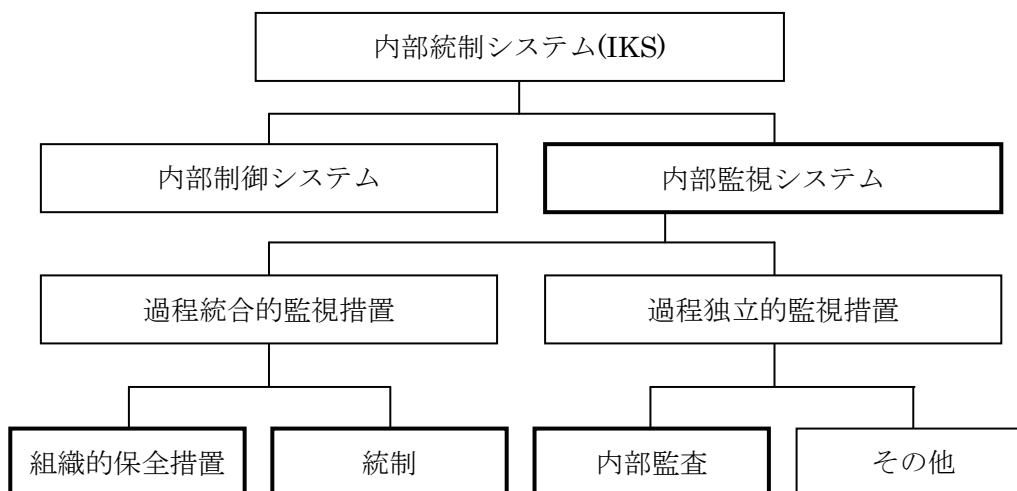 内部統制システム(IKS)
内部制御システム
内部監視システム
過程統合的監視措置
過程独立的監視措置
組織的保全措置
統制
内部監査
その他